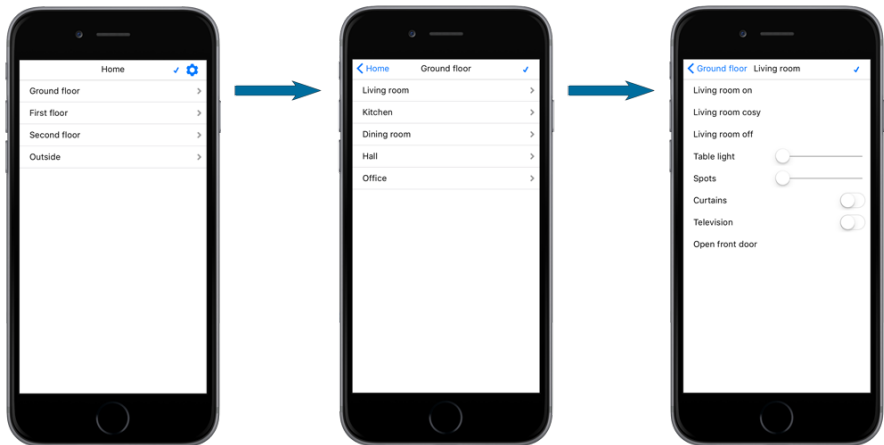 Home
Ground floor
First floor
Second floor
Outside
Home Ground floor
Living room
Kitchen
Dining room
Hall
Office
Ground floor Living room
Living room on
Living room cosy
Living room off
Table light
Spots
Curtains
Television
Open front door